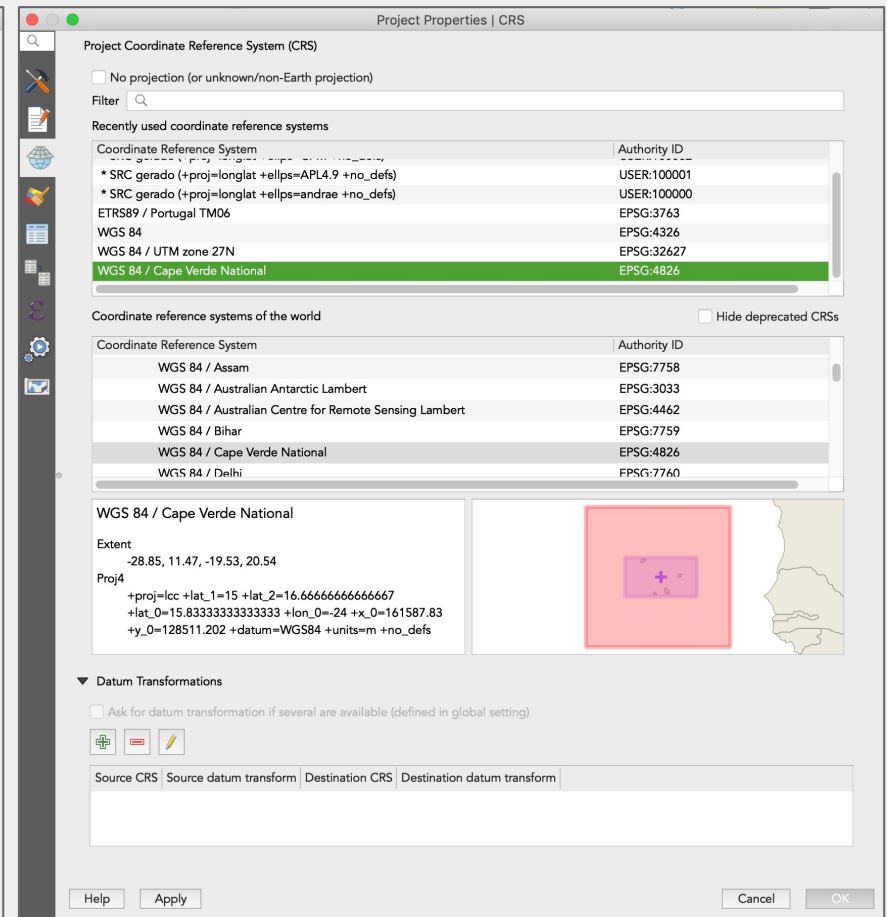 Project Properties | CRS
Project Coordinate Reference System (CRS)
No projection (or unknown/non-Earth projection)
Filter
Recently used coordinate reference systems
Coordinate Reference System Authority ID
* SRC gerado (+proj=longlat +ellps=APL4.9 +no_defs) USER:100001
* SRC gerado (+proj=longlat +ellps=andrae +no_defs) USER:100000
ETRS89 / Portugal TM06 EPSG:3763
WGS 84 EPSG:4326
WGS 84 / UTM zone 27N EPSG:32627
WGS 84 / Cape Verde National EPSG:4826
Coordinate reference systems of the world Hide deprecated CRSs
Coordinate Reference System Authority ID
WGS 84 / Assam EPSG:7758
WGS 84 / Australian Antarctic Lambert EPSG:3033
WGS 84 / Australian Centre for Remote Sensing Lambert EPSG:4462
WGS 84 / Bihar EPSG:7759
WGS 84 / Cape Verde National EPSG:4826
WGS 84 / Delhi EPSG:7760
WGS 84 / Cape Verde National
Extent
-28.85, 11.47, -19.53, 20.54
Proj4
+proj=lcc +lat_1=15 +lat_2=16.66666666666667
+lat_0=15.83333333333333 +lon_0=-24 +x_0=161587.83
+y_0=128511.202 +datum=WGS84 +units=m +no_defs
Datum Transformations
Ask for datum transformation if several are available (defined in global setting)
Source CRS Source datum transform Destination CRS Destination datum transform
Help Apply Cancel OK